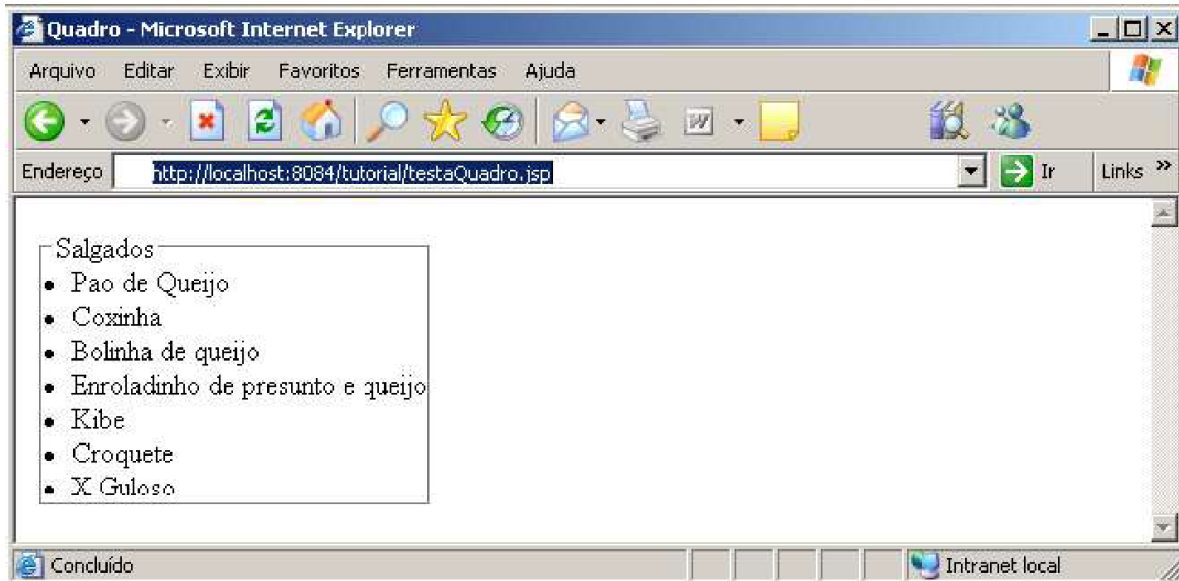 Quadro - Microsoft Internet Explorer
Arquivo Editar Exibir Favoritos Ferramentas Ajuda
Endereço http://localhost:8084/tutorial/testaQuadro.jsp Ir Links »
Salgados
• Pao de Queijo
• Coxinha
• Bolinha de queijo
• Enroladinho de presunto e queijo
• Kibe
• Croquete
• X Guloso
Concluído Intranet local